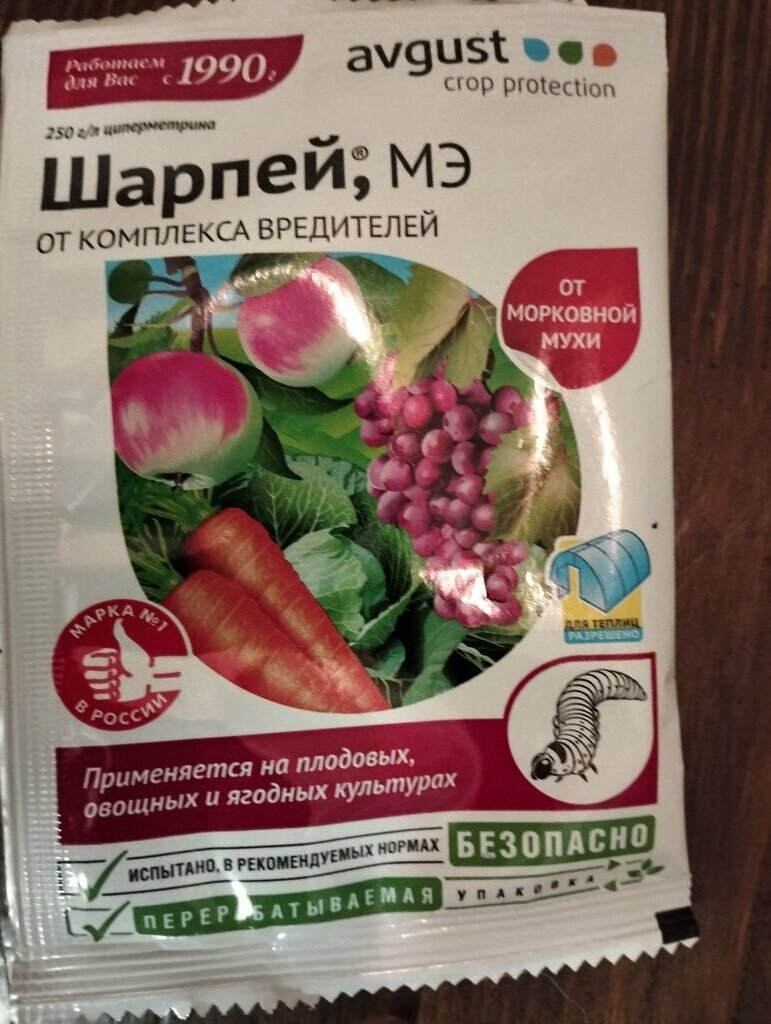 Работаем
для Вас с 1990 г.
avgust
crop protection
250 г/л циперметрина
Шарпей®, МЭ
ОТ КОМПЛЕКСА ВРЕДИТЕЛЕЙ
ОТ
МОРКОВНОЙ
МУХИ
ДЛЯ ТЕПЛИЦ
РАЗРЕШЕНО
МАРКА №1
В РОССИИ
Применяется на плодовых,
овощных и ягодных культурах
ИСПЫТАНО, В РЕКОМЕНДУЕМЫХ НОРМАХ БЕЗОПАСНО
ПЕРЕРАБАТЫВАЕМАЯ УПАКОВКА